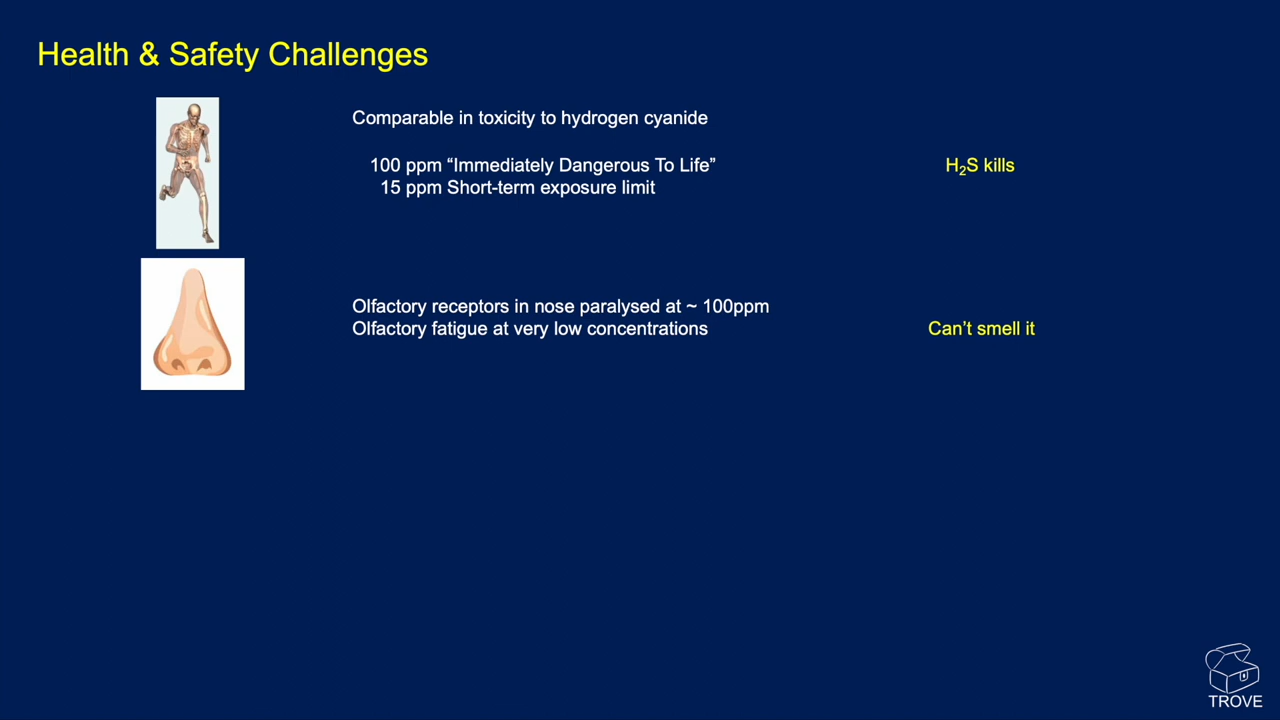 Health & Safety Challenges
Comparable in toxicity to hydrogen cyanide
100 ppm “Immediately Dangerous To Life”
H₂S kills
15 ppm Short-term exposure limit
Olfactory receptors in nose paralysed at ~ 100ppm
Olfactory fatigue at very low concentrations
Can’t smell it
TROVE